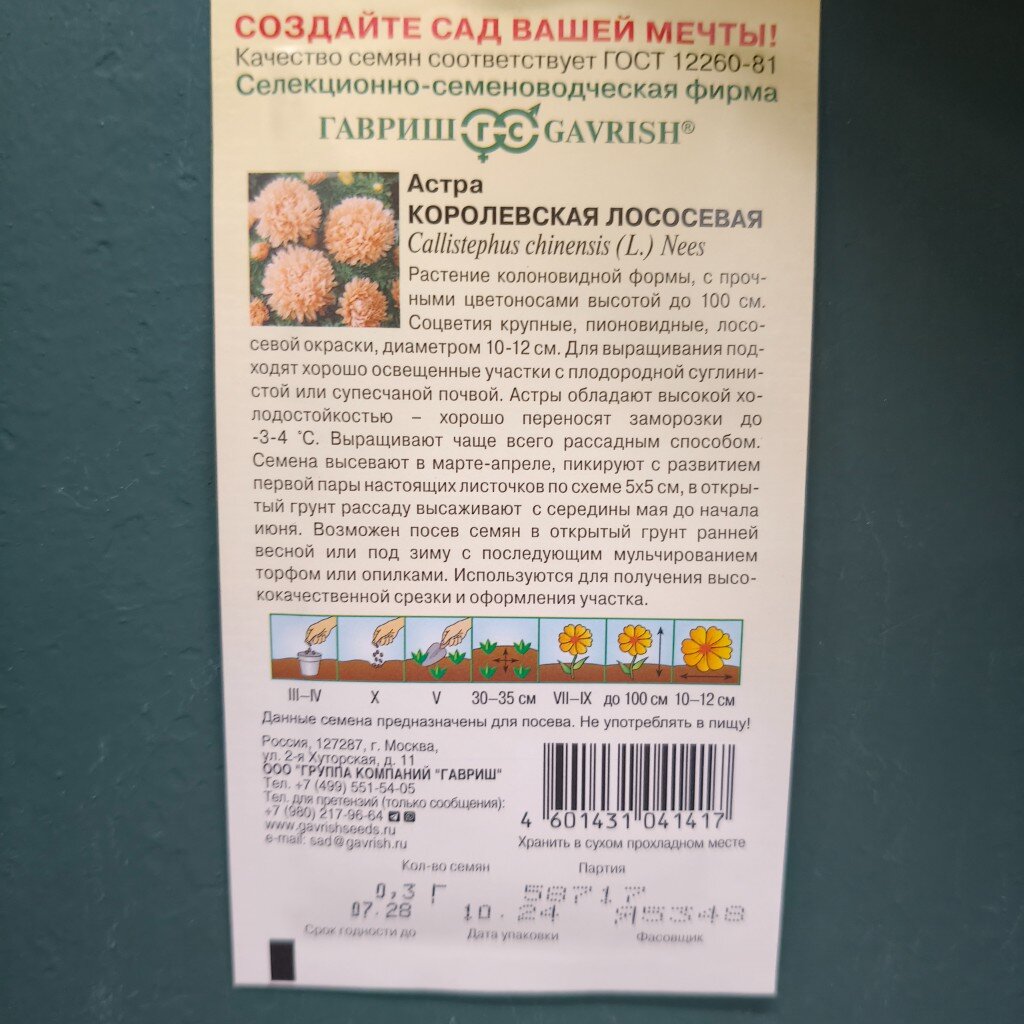 СОЗДАЙТЕ САД ВАШЕЙ МЕЧТЫ!
Качество семян соответствует ГОСТ 12260-81
Селекционно-семеноводческая фирма
ГАВРИШ ГС GAVRISH®
Астра
КОРОЛЕВСКАЯ ЛОСОСЕВАЯ
Callistephus chinensis (L.) Nees
Растение колоновидной формы, с проч-
ными цветоносами высотой до 100 см.
Соцветия крупные, пионовидные, лосо-
севой окраски, диаметром 10-12 см. Для выращивания под-
ходят хорошо освещенные участки с плодородной суглини-
стой или супесчаной почвой. Астры обладают высокой хо-
лодостойкостью – хорошо переносят заморозки до
-3-4 °С. Выращивают чаще всего рассадным способом.
Семена высевают в марте-апреле, пикируют с развитием
первой пары настоящих листочков по схеме 5х5 см, в откры-
тый грунт рассаду высаживают с середины мая до начала
июня. Возможен посев семян в открытый грунт ранней
весной или под зиму с последующим мульчированием
торфом или опилками. Используются для получения высо-
кокачественной срезки и оформления участка.
III–IV X V 30–35 см VII–IX до 100 см 10–12 см
Данные семена предназначены для посева. Не употреблять в пищу!
Россия, 127287, г. Москва,
ул. 2-я Хуторская, д. 11
ООО "ГРУППА КОМПАНИЙ "ГАВРИШ"
Тел. +7 (499) 551-54-05
Тел. для претензий (только сообщения):
+7 (980) 217-96-64
www.gavrishseeds.ru
e-mail: sad@gavrish.ru
4 601431 041417
Хранить в сухом прохладном месте
Кол-во семян Партия
0,3 Г 58717
07.28 10.24 Я5348
Срок годности до Дата упаковки Фасовщик